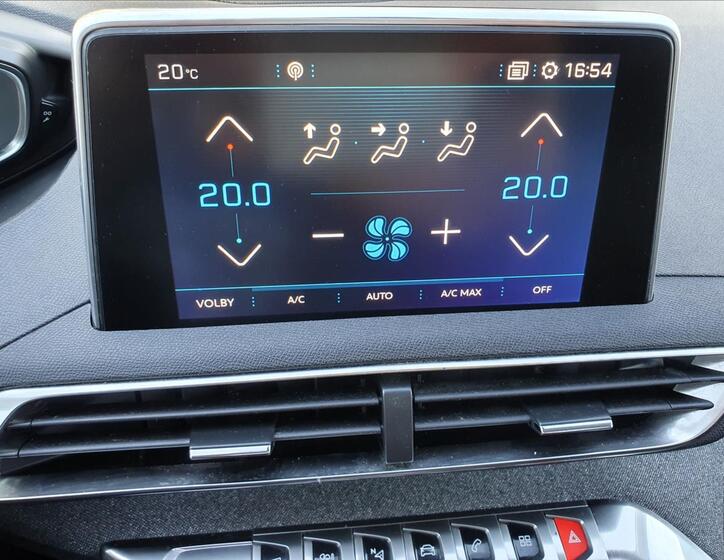 20°C 16:54
20.0 20.0
VOLBY A/C AUTO A/C MAX OFF
N